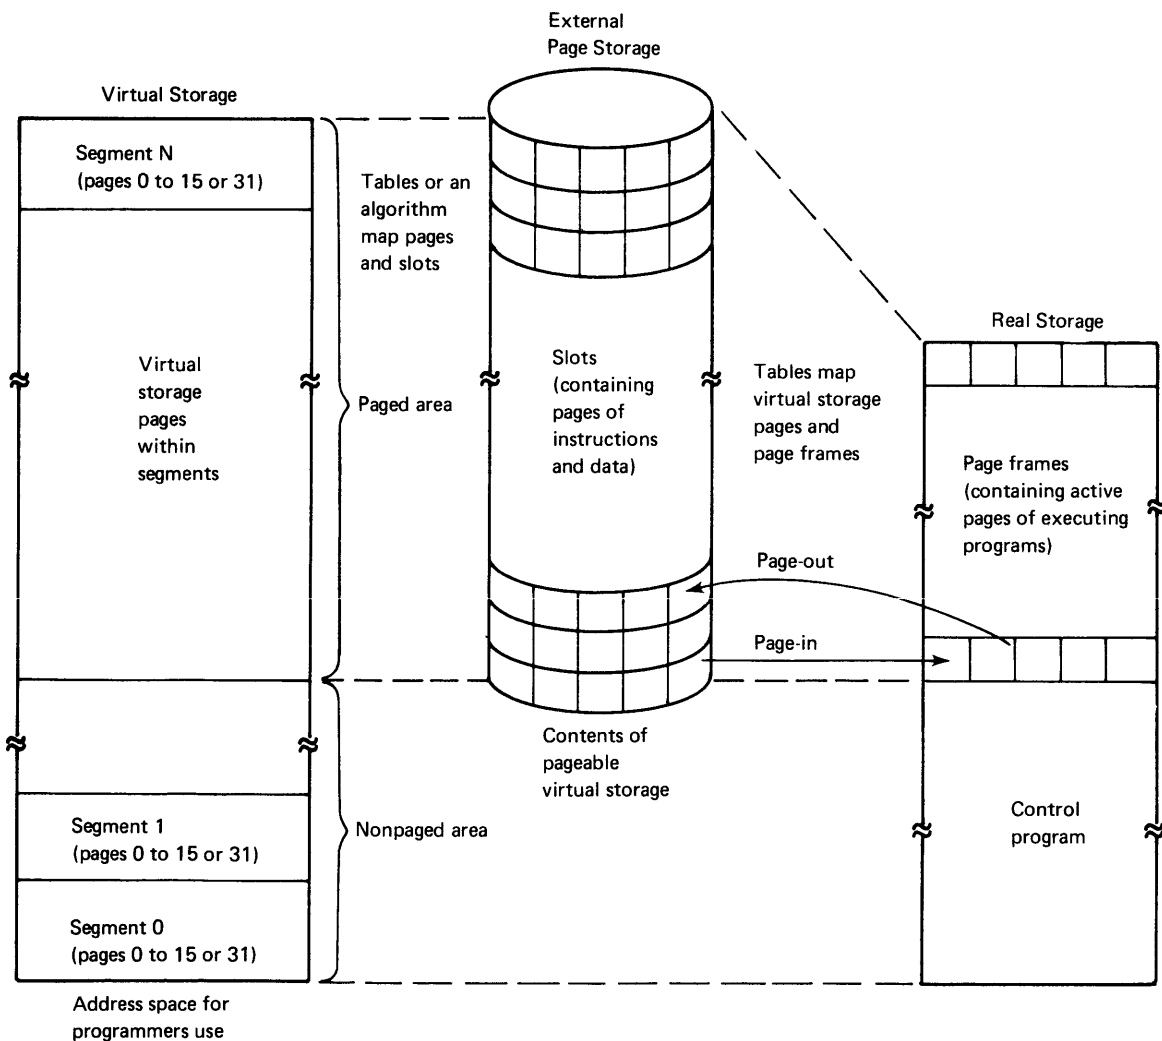 External
Page Storage
Virtual Storage
Segment N
(pages 0 to 15 or 31)
Tables or an
algorithm
map pages
and slots
Real Storage
Virtual
storage
pages
within
segments
Paged area
Slots
(containing
pages of
instructions
and data)
Tables map
virtual storage
pages and
page frames
Page frames
(containing active
pages of executing
programs)
Page-out
Page-in
Contents of
pageable
virtual storage
Segment 1
(pages 0 to 15 or 31)
Nonpaged area
Control
program
Segment 0
(pages 0 to 15 or 31)
Address space for
programmers use